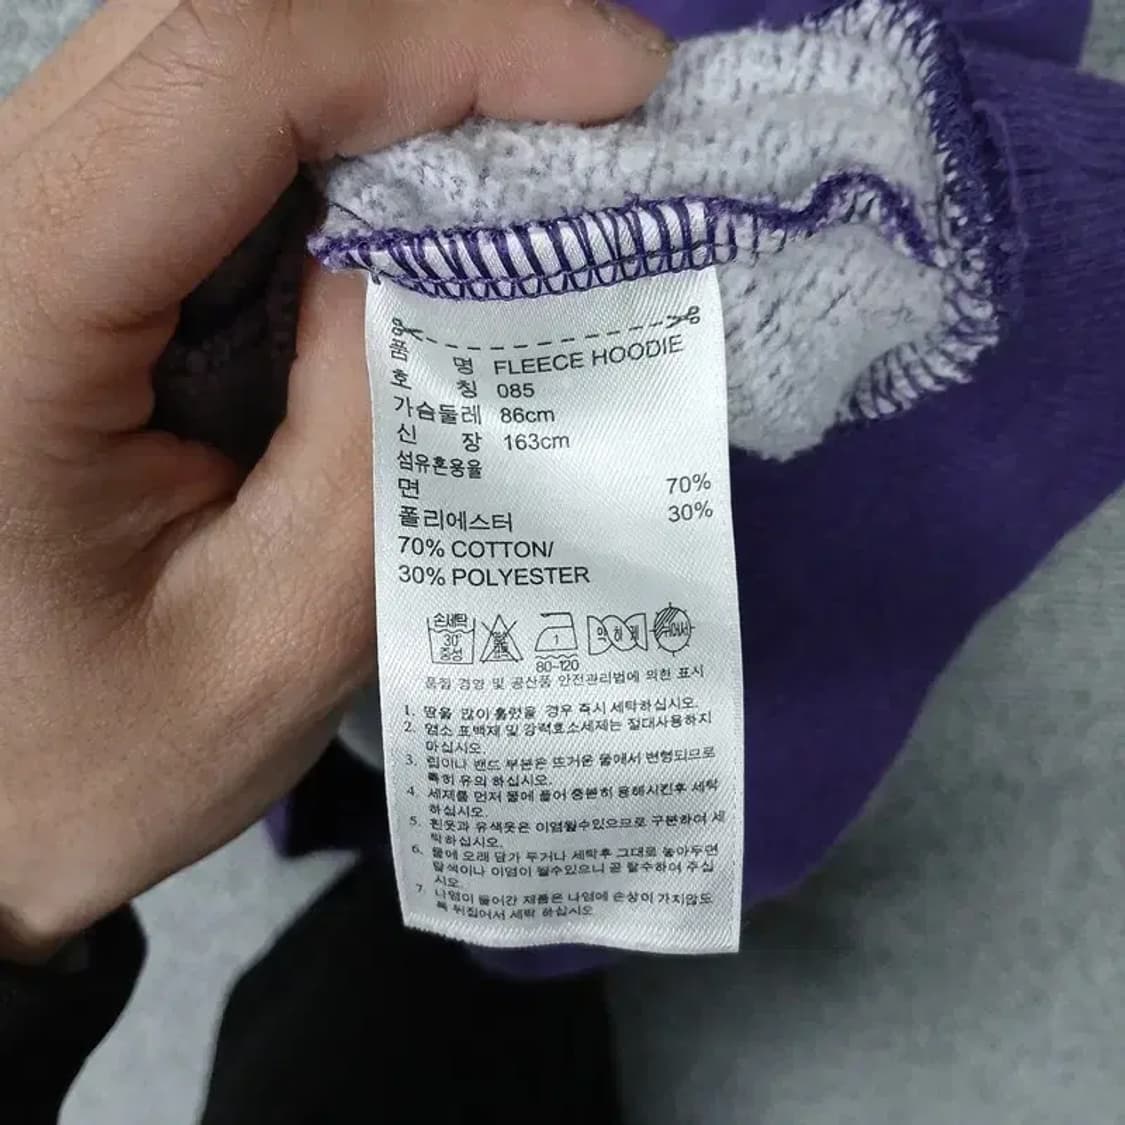 품 명 FLEECE HOODIE
호 칭 085
가슴둘레 86cm
신 장 163cm
섬유혼용율
면 70%
폴리에스터 30%
70% COTTON/
30% POLYESTER
손세탁
30°
중성
1
80-120
약하게
뉘어서
품질 경영 및 공산품 안전관리법에 의한 표시
1. 땀을 많이 흘렸을 경우 즉시 세탁하십시오.
2. 염소 표백제 및 강력효소세제는 절대사용하지
마십시오.
3. 립이나 밴드 부분은 뜨거운 물에서 변형되므로
특히 유의 하십시오.
4. 세제를 먼저 물에 풀어 충분히 용해시킨후 세탁
하십시오.
5. 흰옷과 유색옷은 이염될수있으므로 구분하여 세
탁하십시오.
6. 물에 오래 담가 두거나 세탁후 그대로 놓아두면
탈색이나 이염이 될수있으니 곧 탈수하여 주십
시오.
7. 나염이 들어간 제품은 나염에 손상이 가지않도
록 뒤집어서 세탁 하십시오